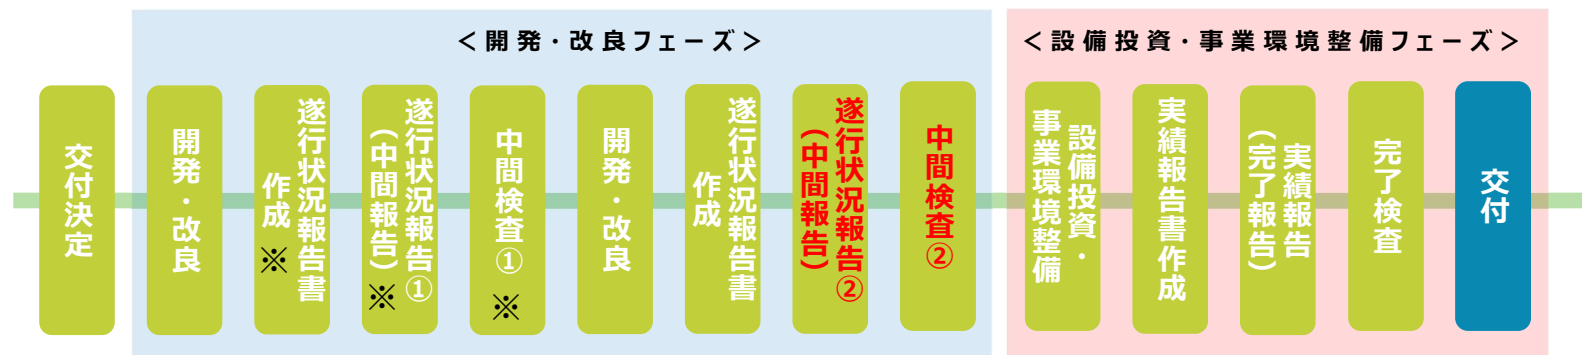 ＜開発・改良フェーズ＞
＜設備投資・事業環境整備フェーズ＞
交付決定
開発・改良
遂行状況報告書
作成
※
遂行状況報告①
（中間報告）
※
中間検査①
※
開発・改良
遂行状況報告書
作成
遂行状況報告②
（中間報告）
中間検査②
設備投資・
事業環境整備
実績報告書作成
実績報告
（完了報告）
完了検査
交付